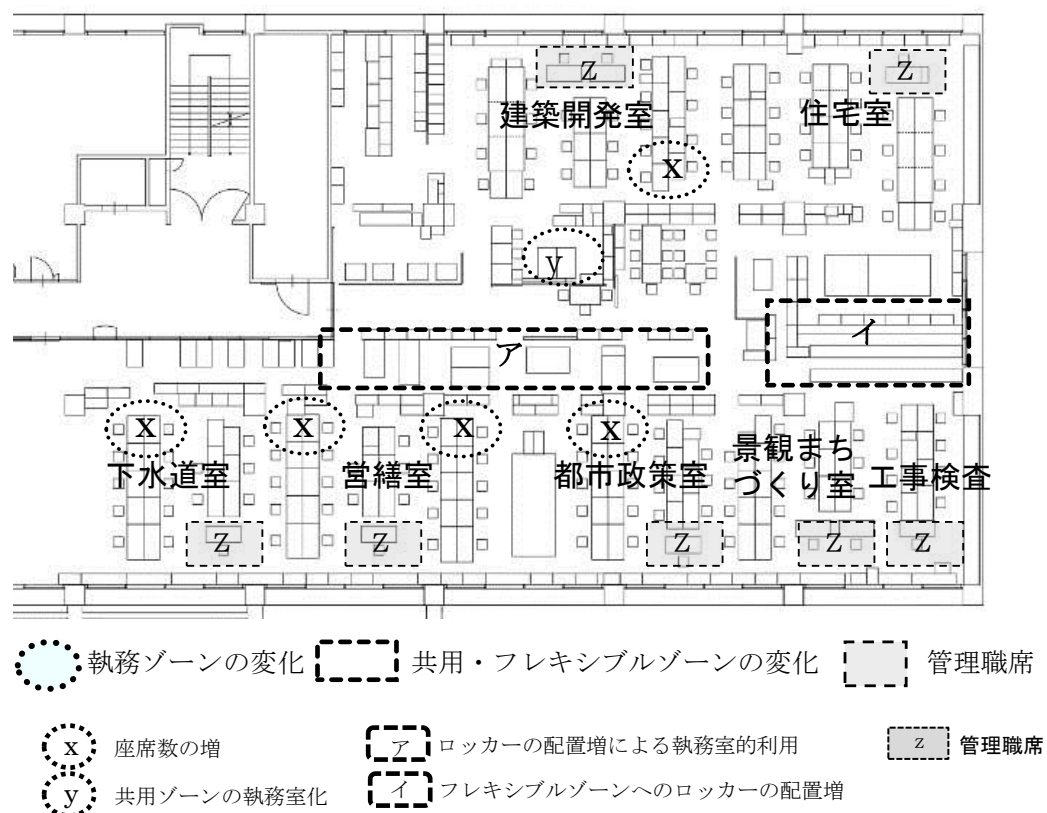 z
z
建築開発室
住宅室
x
y
イ
ア
x
x
x
x
景観まち
づくり室
下水道室
営繕室
都市政策室
工事検査
z
z
z
z
z
執務ゾーンの変化
共用・フレキシブルゾーンの変化
管理職席
x 座席数の増
ア ロッカーの配置増による執務室的利用
z 管理職席
y 共用ゾーンの執務室化
イ フレキシブルゾーンへのロッカーの配置増